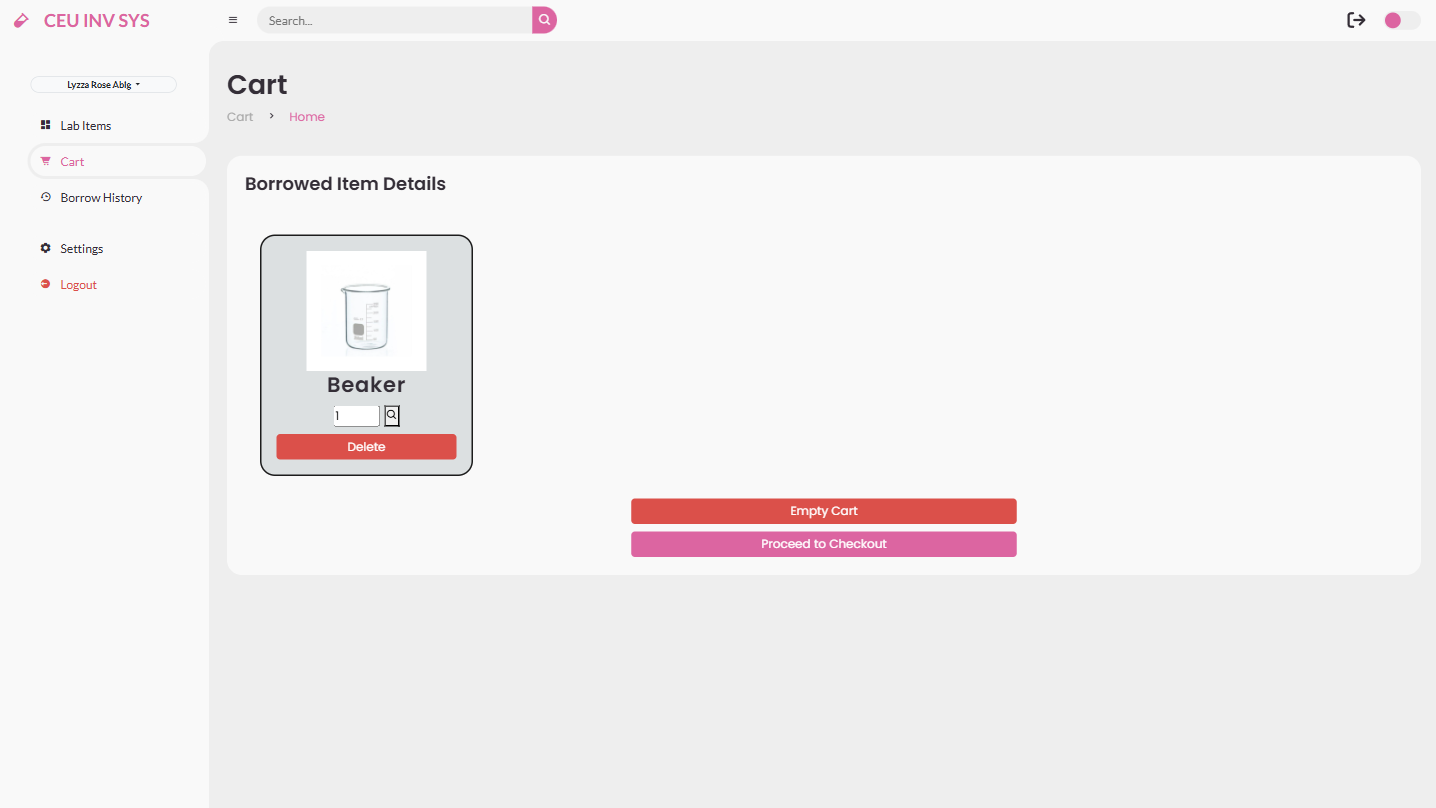 CEU INV SYS
Search...
Lyzza Rose Ablg
Lab Items
Cart
Borrow History
Settings
Logout
Cart
Cart > Home
Borrowed Item Details
Beaker
1
Delete
Empty Cart
Proceed to Checkout